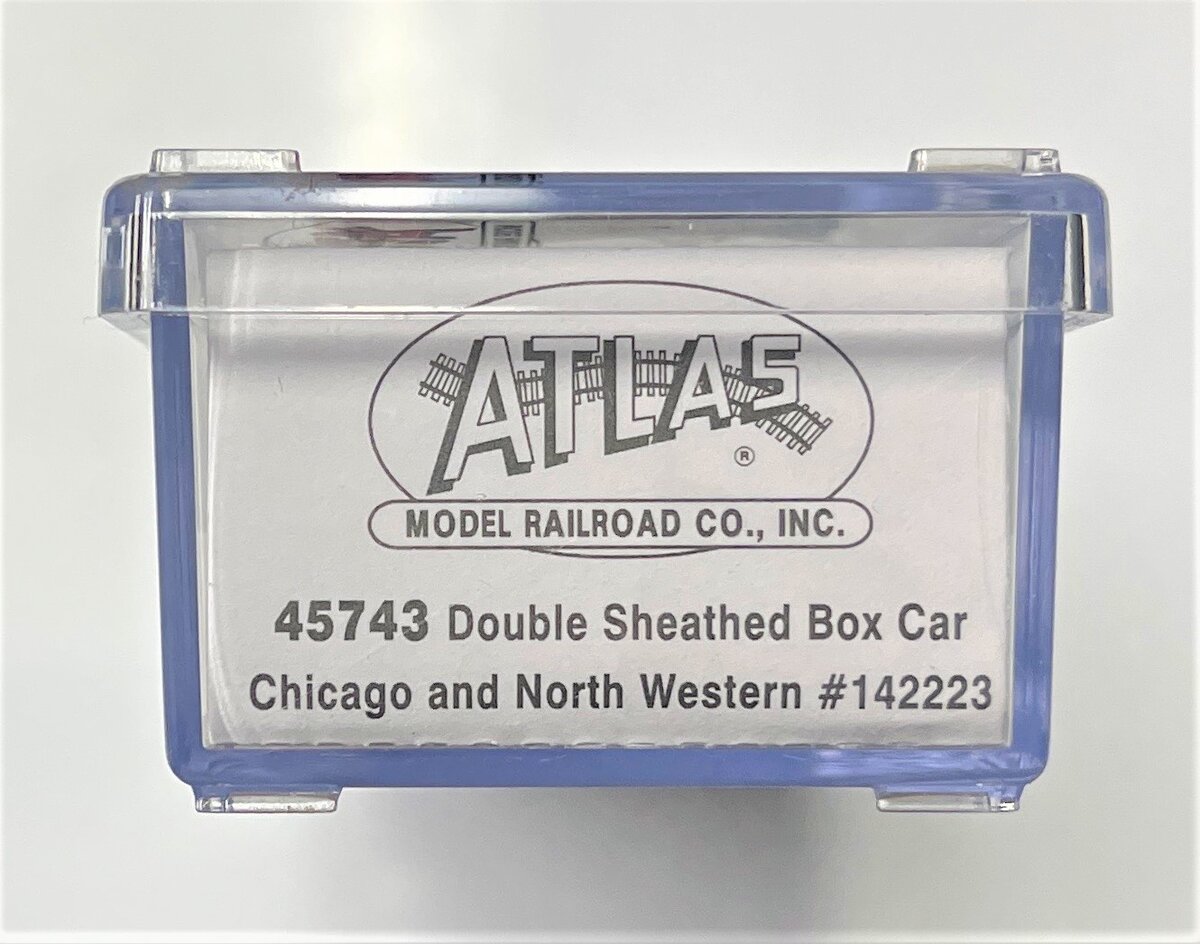 ATLAS
®
MODEL RAILROAD CO., INC.
45743 Double Sheathed Box Car
Chicago and North Western #142223